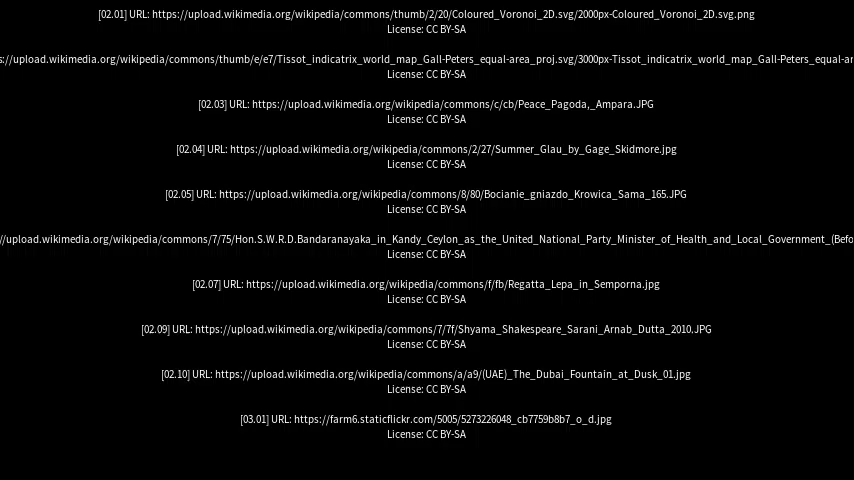 [02.01] URL: https://upload.wikimedia.org/wikipedia/commons/thumb/2/20/Coloured_Voronoi_2D.svg/2000px-Coloured_Voronoi_2D.svg.png
License: CC BY-SA
s://upload.wikimedia.org/wikipedia/commons/thumb/e/e7/Tissot_indicatrix_world_map_Gall-Peters_equal-area_proj.svg/3000px-Tissot_indicatrix_world_map_Gall-Peters_equal-ar
License: CC BY-SA
[02.03] URL: https://upload.wikimedia.org/wikipedia/commons/c/cb/Peace_Pagoda,_Ampara.JPG
License: CC BY-SA
[02.04] URL: https://upload.wikimedia.org/wikipedia/commons/2/27/Summer_Glau_by_Gage_Skidmore.jpg
License: CC BY-SA
[02.05] URL: https://upload.wikimedia.org/wikipedia/commons/8/80/Bocianie_gniazdo_Krowica_Sama_165.JPG
License: CC BY-SA
//upload.wikimedia.org/wikipedia/commons/7/75/Hon.S.W.R.D.Bandaranayaka_in_Kandy_Ceylon_as_the_United_National_Party_Minister_of_Health_and_Local_Government_(Befo
License: CC BY-SA
[02.07] URL: https://upload.wikimedia.org/wikipedia/commons/f/fb/Regatta_Lepa_in_Semporna.jpg
License: CC BY-SA
[02.09] URL: https://upload.wikimedia.org/wikipedia/commons/7/7f/Shyama_Shakespeare_Sarani_Arnab_Dutta_2010.JPG
License: CC BY-SA
[02.10] URL: https://upload.wikimedia.org/wikipedia/commons/a/a9/(UAE)_The_Dubai_Fountain_at_Dusk_01.jpg
License: CC BY-SA
[03.01] URL: https://farm6.staticflickr.com/5005/5273226048_cb7759b8b7_o_d.jpg
License: CC BY-SA